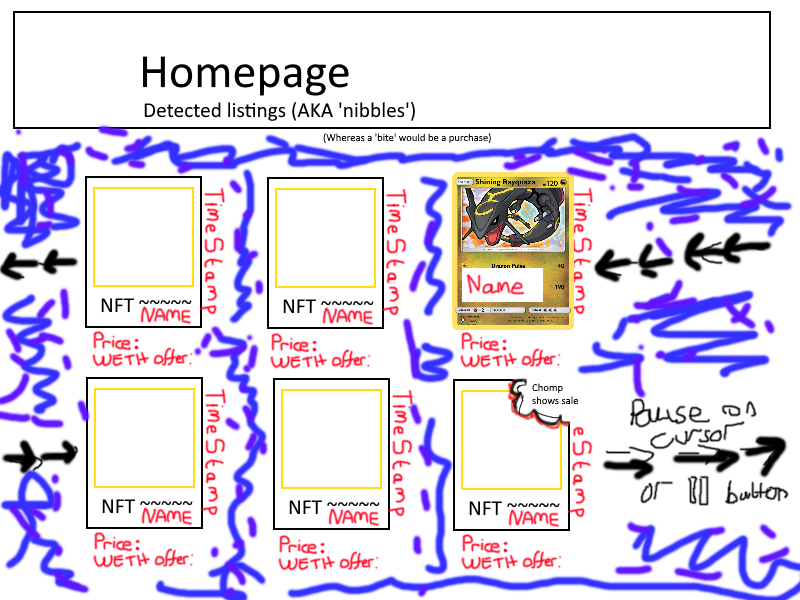 Homepage
Detected listings (AKA 'nibbles')
(Whereas a 'bite' would be a purchase)
TimeStamp
NFT ~~~~~
NAME
Price:
WETH offer:
TimeStamp
NFT ~~~~~
NAME
Price:
WETH offer:
Shining Rayquaza
120
Dragon Pulse 40
Name
190
TimeStamp
Price:
WETH offer:
TimeStamp
NFT ~~~~~
NAME
Price:
WETH offer:
TimeStamp
NFT ~~~~~
NAME
Price:
WETH offer:
Chomp
shows sale
eStamp
NFT ~~~~~
NAME
Price:
WETH offer:
Pause on
cursor
or || button